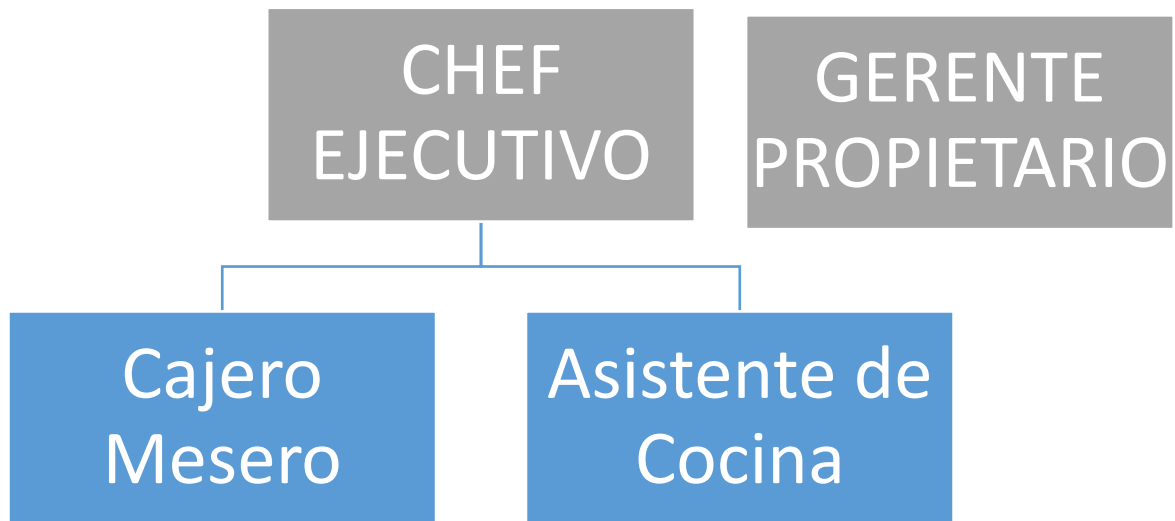 CHEF
EJECUTIVO
GERENTE
PROPIETARIO
Cajero
Mesero
Asistente de
Cocina